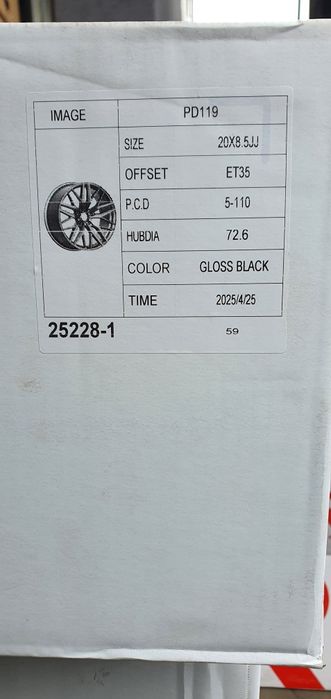 IMAGE PD119
SIZE 20X8.5JJ
OFFSET ET35
P.C.D 5-110
HUBDIA 72.6
COLOR GLOSS BLACK
TIME 2025/4/25
25228-1 59